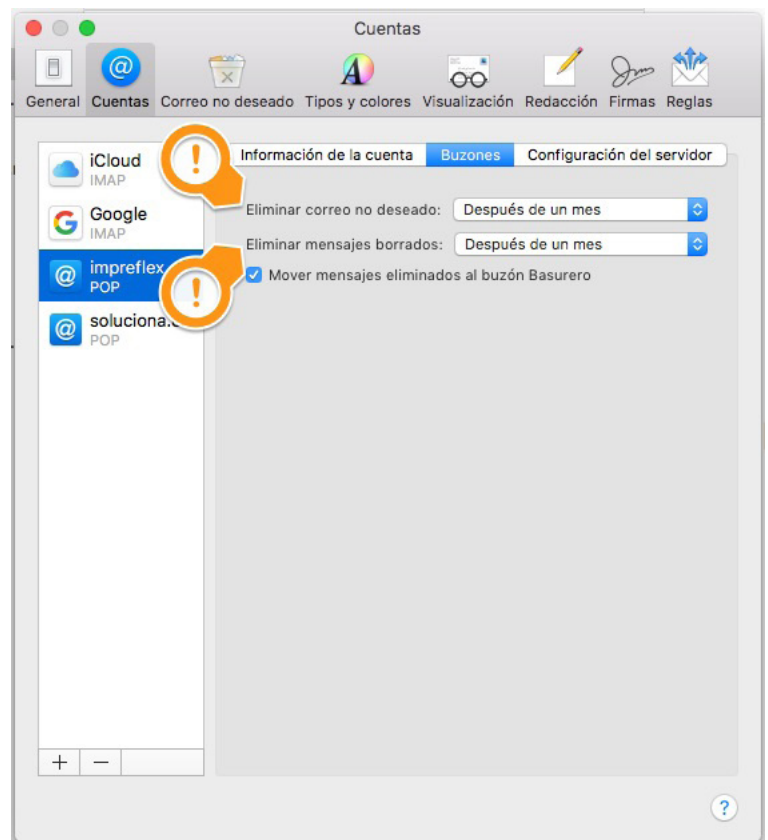 Cuentas
General Cuentas Correo no deseado Tipos y colores Visualización Redacción Firmas Reglas
Información de la cuenta Buzones Configuración del servidor
iCloud
IMAP
Google
IMAP
impreflex
POP
soluciona.
POP
Eliminar correo no deseado: Después de un mes
Eliminar mensajes borrados: Después de un mes
Mover mensajes eliminados al buzón Basurero